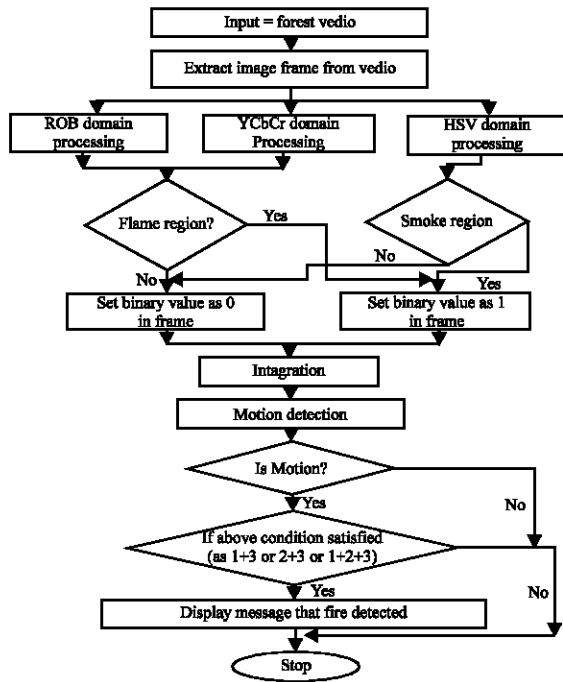 Input = forest vedio
Extract image frame from vedio
ROB domain
processing
YCbCr domain
Processing
HSV domain
processing
Flame region?
Yes
Smoke region
No
No
Yes
Set binary value as 0
in frame
Set binary value as 1
in frame
Intagration
Motion detection
Is Motion?
No
Yes
If above condition satisfied
(as 1+3 or 2+3 or 1+2+3)
Yes
No
Display message that fire detected
Stop